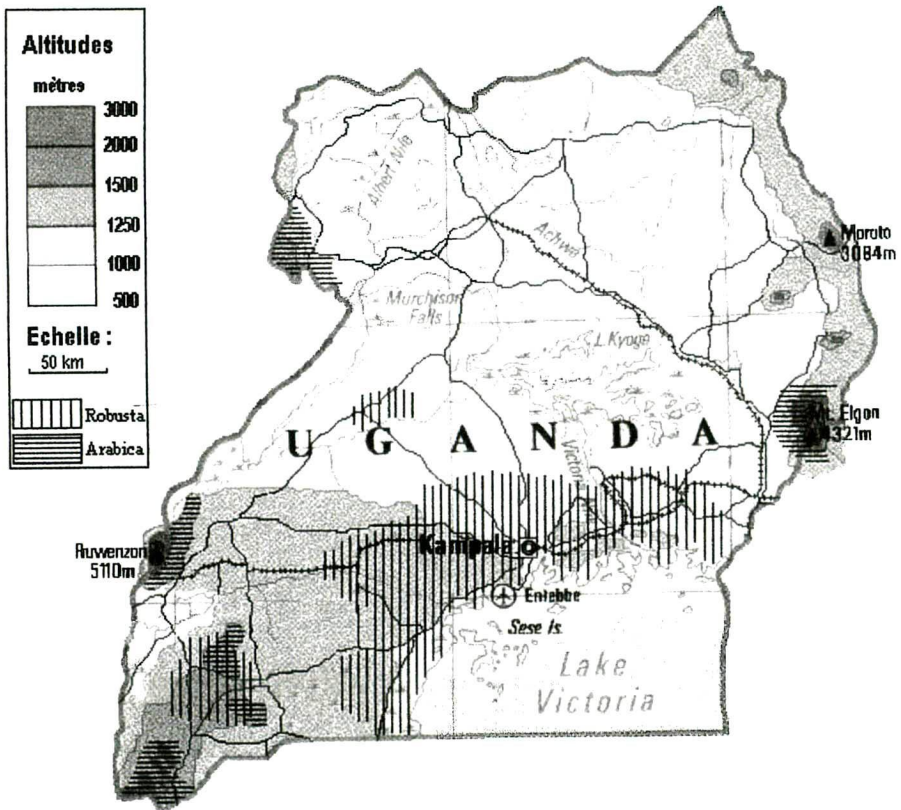 Altitudes
mètres
3000
2000
1500
1250
1000
500
Echelle :
50 km
Robusta
Arabica
Albert Nile
Achwa
Moroto
3084m
Murchison
Falls
L. Kyoga
Mt. Elgon
4321m
UGANDA
Victoria
Ruwenzori
5110m
Kampala
Entebbe
Sese Is.
Lake
Victoria